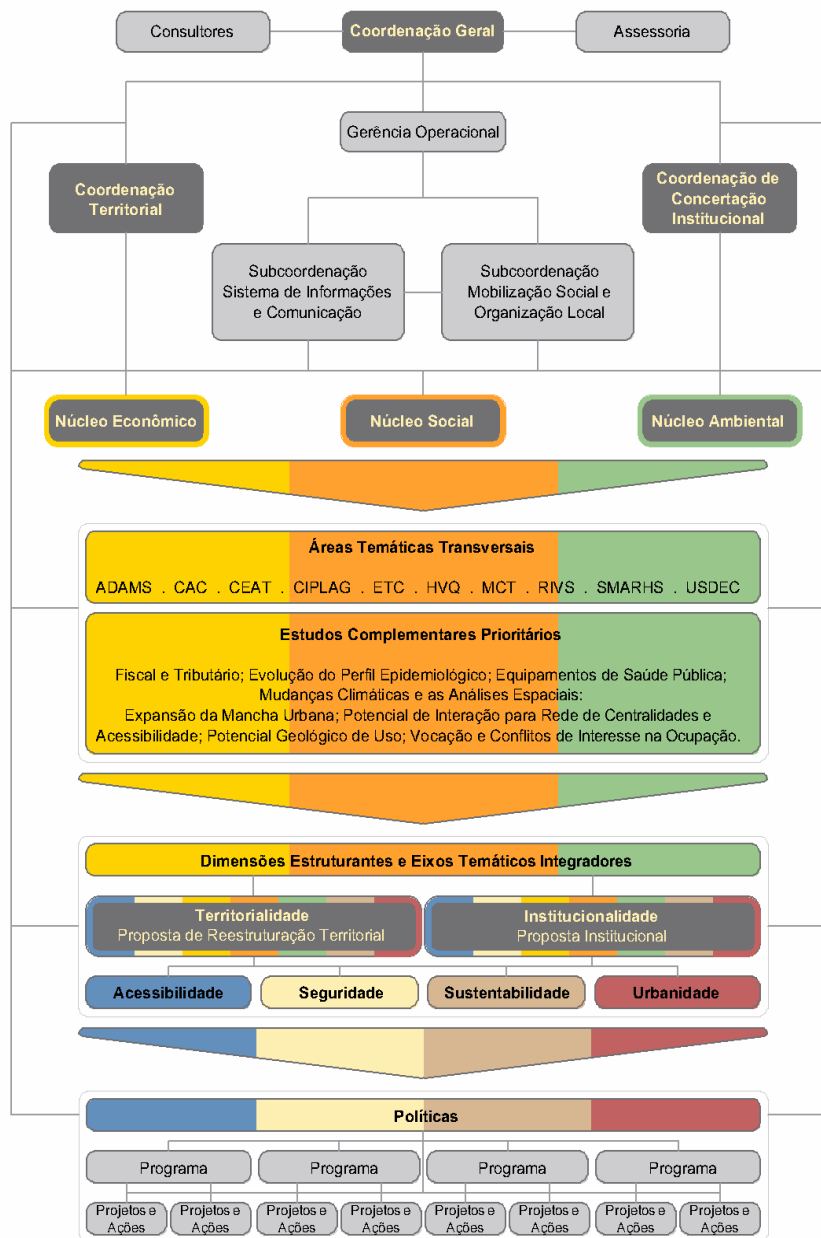 Consultores
Coordenação Geral
Assessoria
Gerência Operacional
Coordenação
Territorial
Coordenação de
Concertação
Institucional
Subcoordenação
Sistema de Informações
e Comunicação
Subcoordenação
Mobilização Social e
Organização Local
Núcleo Econômico
Núcleo Social
Núcleo Ambiental
Áreas Temáticas Transversais
ADAMS . CAC . CEAT . CIPLAG . ETC . HVQ . MCT . RIVS . SMARHS . USDEC
Estudos Complementares Prioritários
Fiscal e Tributário; Evolução do Perfil Epidemiológico; Equipamentos de Saúde Pública;
Mudanças Climáticas e as Análises Espaciais:
Expansão da Mancha Urbana; Potencial de Interação para Rede de Centralidades e
Acessibilidade; Potencial Geológico de Uso; Vocação e Conflitos de Interesse na Ocupação.
Dimensões Estruturantes e Eixos Temáticos Integradores
Territorialidade
Proposta de Reestruturação Territorial
Institucionalidade
Proposta Institucional
Acessibilidade
Seguridade
Sustentabilidade
Urbanidade
Políticas
Programa
Programa
Programa
Programa
Projetos e
Ações
Projetos e
Ações
Projetos e
Ações
Projetos e
Ações
Projetos e
Ações
Projetos e
Ações
Projetos e
Ações
Projetos e
Ações